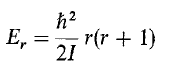 E_r = \frac{\hbar^2}{2I} r(r + 1)